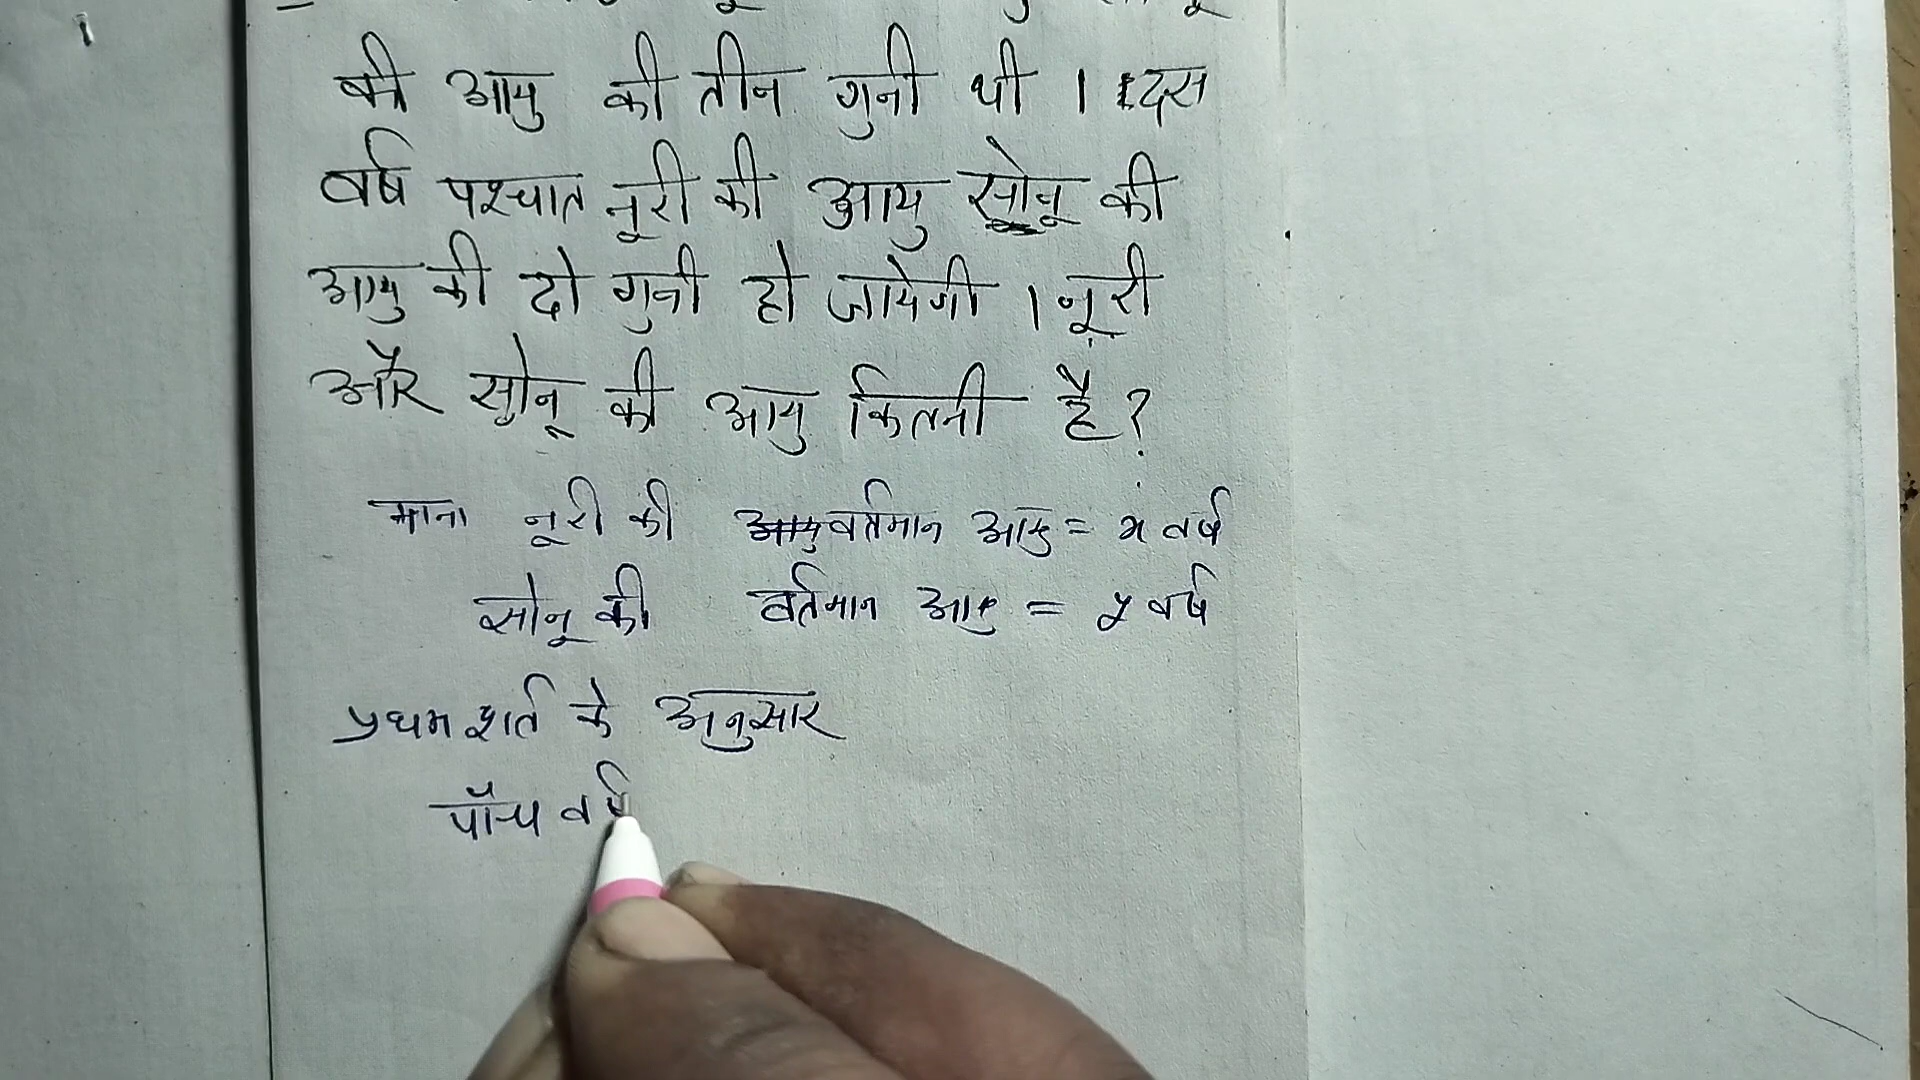 की आयु की तीन गुनी थी । दस
वर्ष पश्चात नूरी की आयु सोनू की
आयु की दो गुनी हो जायेगी । नूरी
और सोनू की आयु कितनी है ?
माना नूरी की वर्तमान आयु = x वर्ष
सोनू की वर्तमान आयु = y वर्ष
प्रथम शर्त के अनुसार
पाँच वर्ष